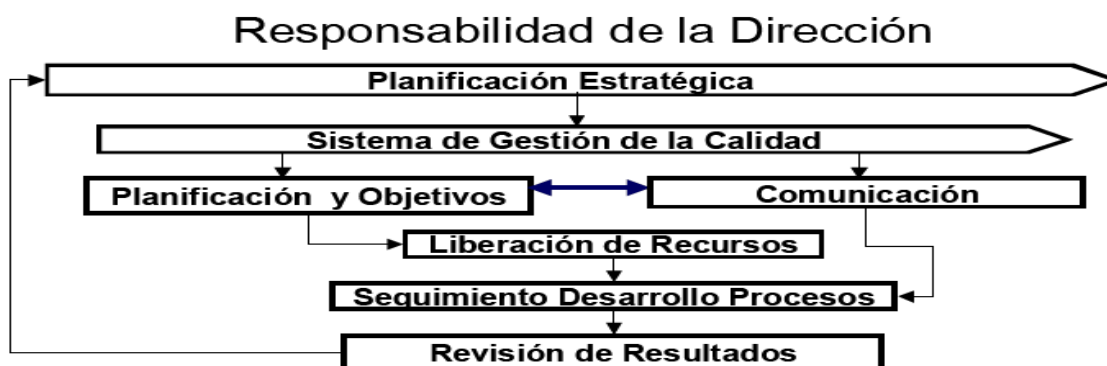 Responsabilidad de la Dirección
Planificación Estratégica
Sistema de Gestión de la Calidad
Planificación y Objetivos
Comunicación
Liberación de Recursos
Sequimiento Desarrollo Procesos
Revisión de Resultados